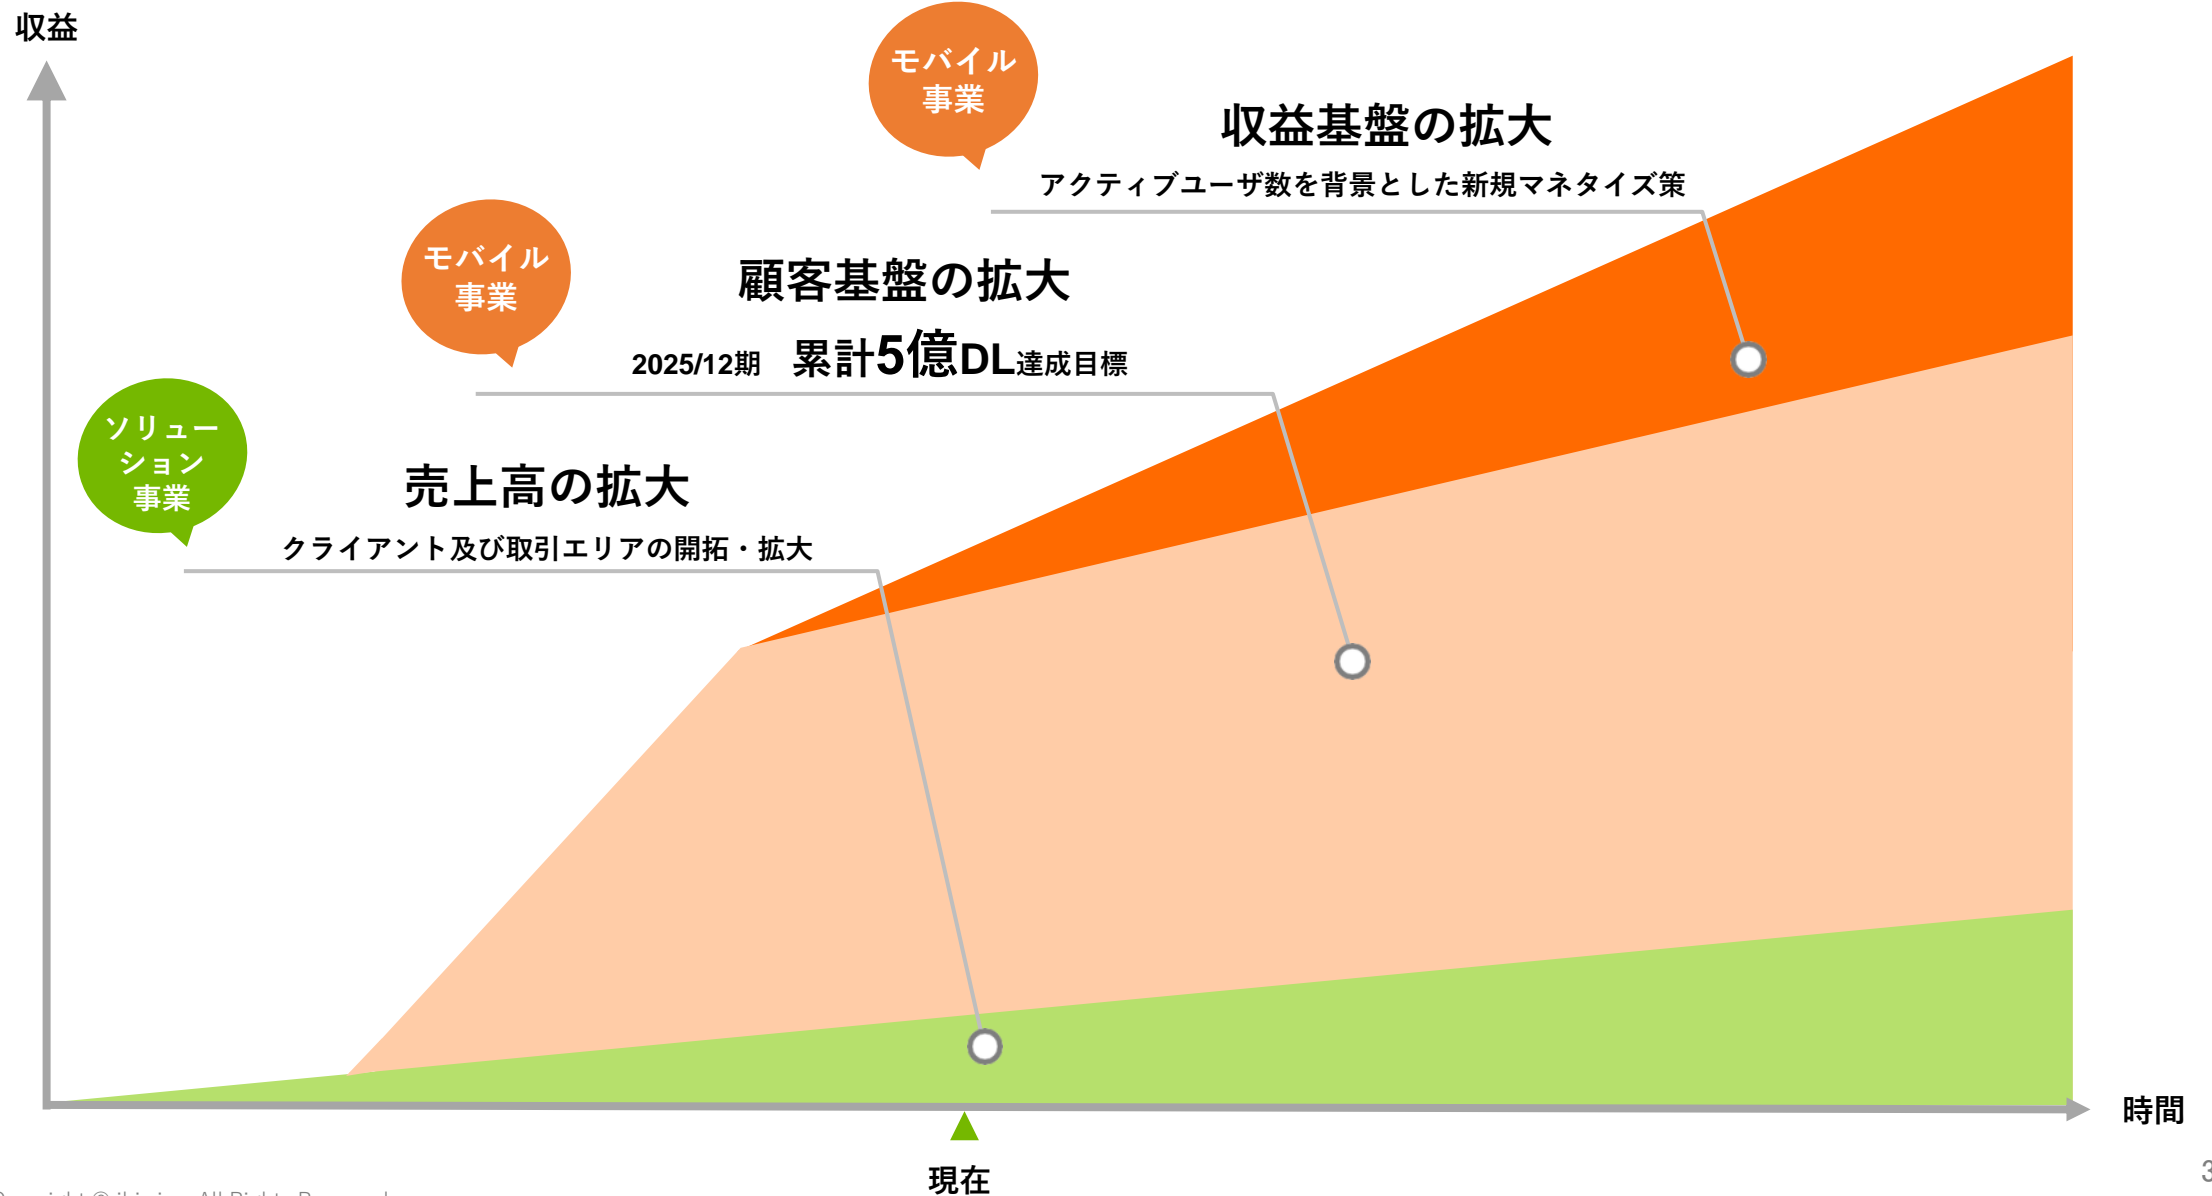 収益
モバイル
事業
収益基盤の拡大
アクティブユーザ数を背景とした新規マネタイズ策
モバイル
事業
顧客基盤の拡大
2025/12期 累計5億DL達成目標
ソリュー
ション
事業
売上高の拡大
クライアント及び取引エリアの開拓・拡大
時間
現在
3